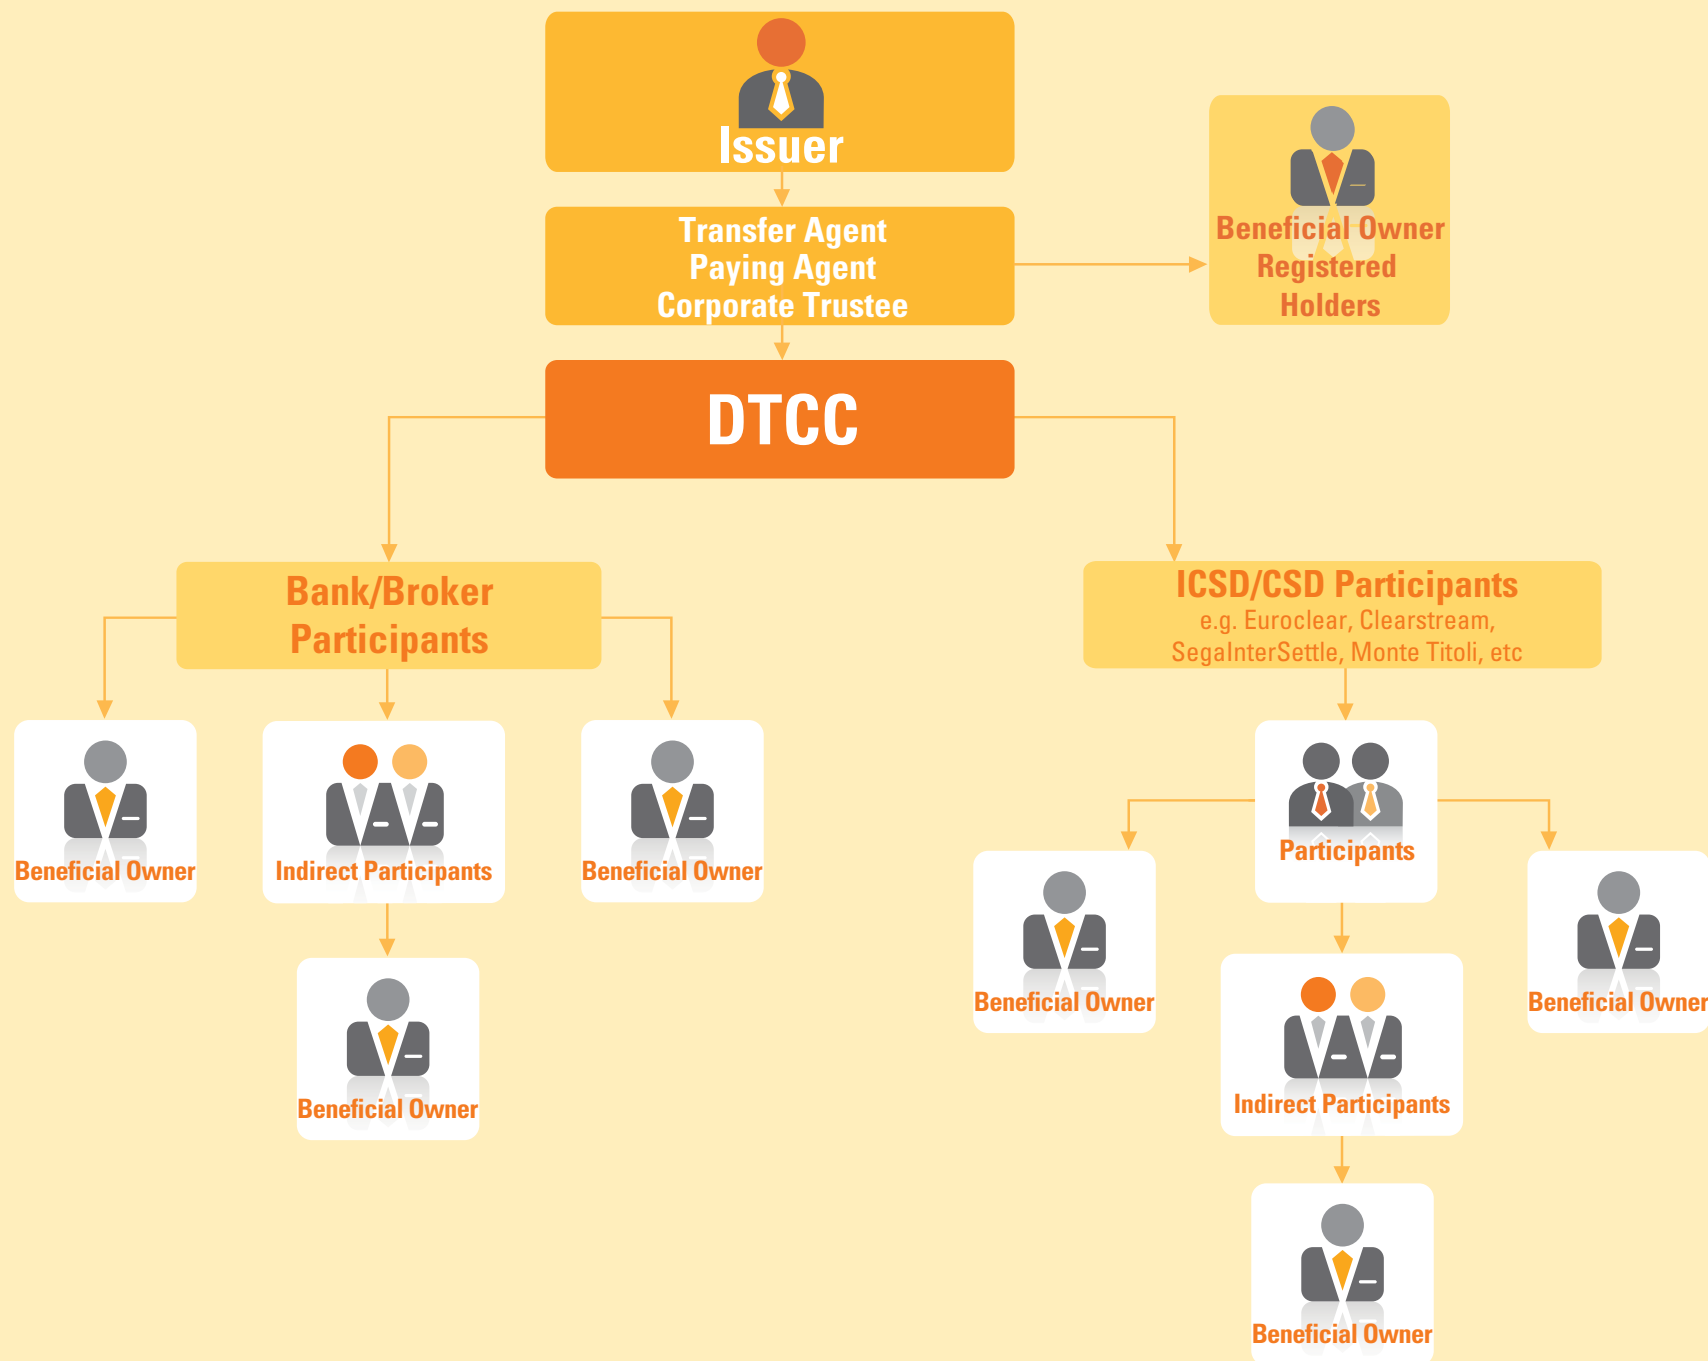 Issuer
Transfer Agent
Paying Agent
Corporate Trustee
Beneficial Owner
Registered
Holders
DTCC
Bank/Broker
Participants
ICSD/CSD Participants
e.g. Euroclear, Clearstream,
SegaInterSettle, Monte Titoli, etc
Beneficial Owner
Indirect Participants
Beneficial Owner
Participants
Beneficial Owner
Beneficial Owner
Beneficial Owner
Indirect Participants
Beneficial Owner